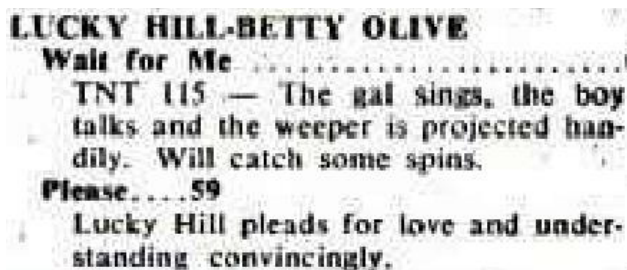 LUCKY HILL-BETTY OLIVE
Wait for Me ..........................
TNT 115 — The gal sings, the boy
talks and the weeper is projected han-
dily. Will catch some spins.
Please....59
Lucky Hill pleads for love and under-
standing convincingly.